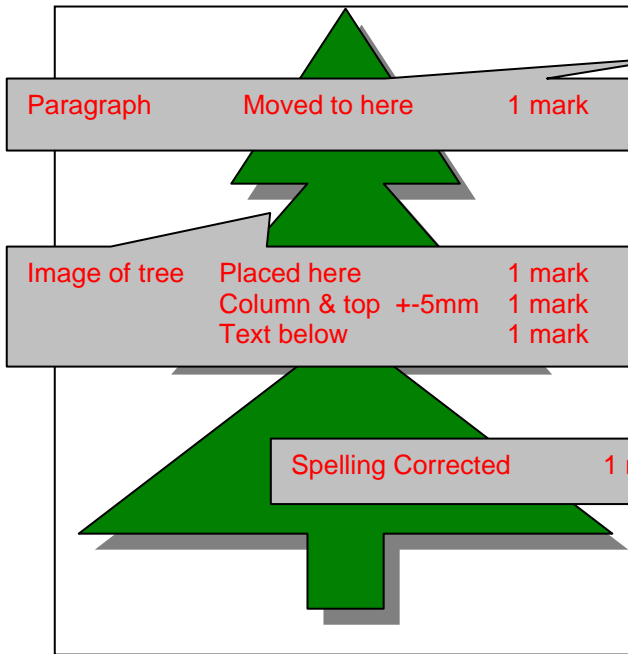 Paragraph Moved to here 1 mark
Image of tree Placed here 1 mark
Column & top +-5mm 1 mark
Text below 1 mark
Spelling Corrected 1